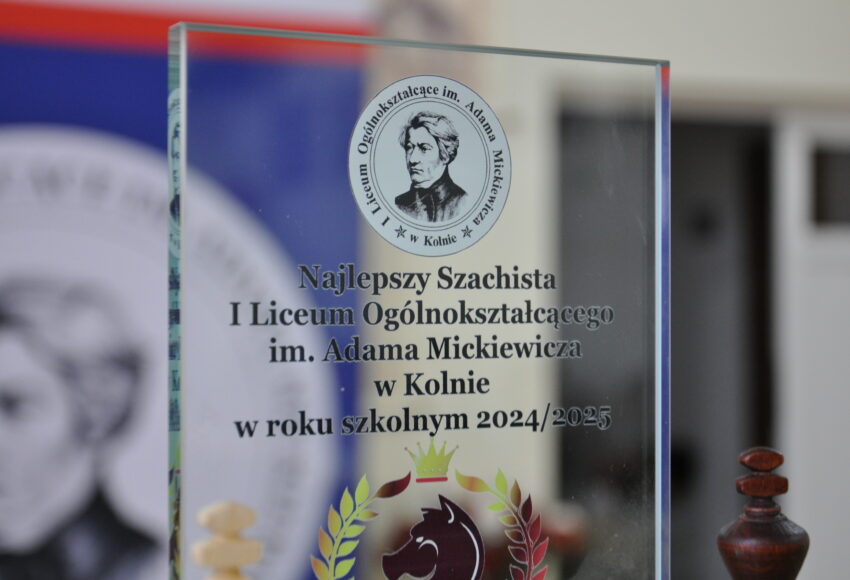 I Liceum Ogólnokształcące im. Adama Mickiewicza
w Kolnie
Najlepszy Szachista
I Liceum Ogólnokształcącego
im. Adama Mickiewicza
w Kolnie
w roku szkolnym 2024/2025